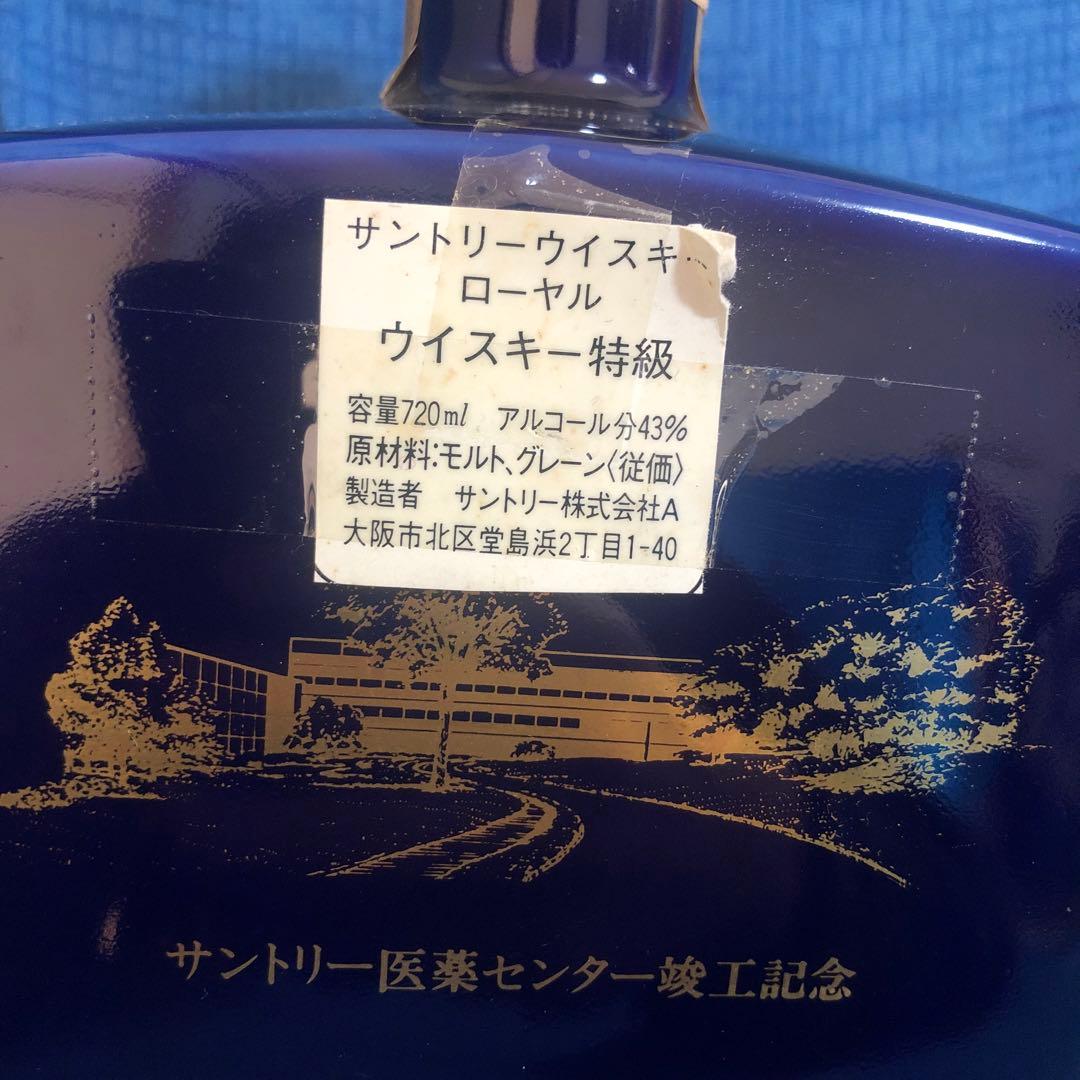 サントリーウイスキ
ローヤル
ウイスキー特級
容量720ml アルコール分43%
原材料:モルト、グレーン〈従価〉
製造者 サントリー株式会社A
大阪市北区堂島浜2丁目1-40
サントリー医薬センター竣工記念